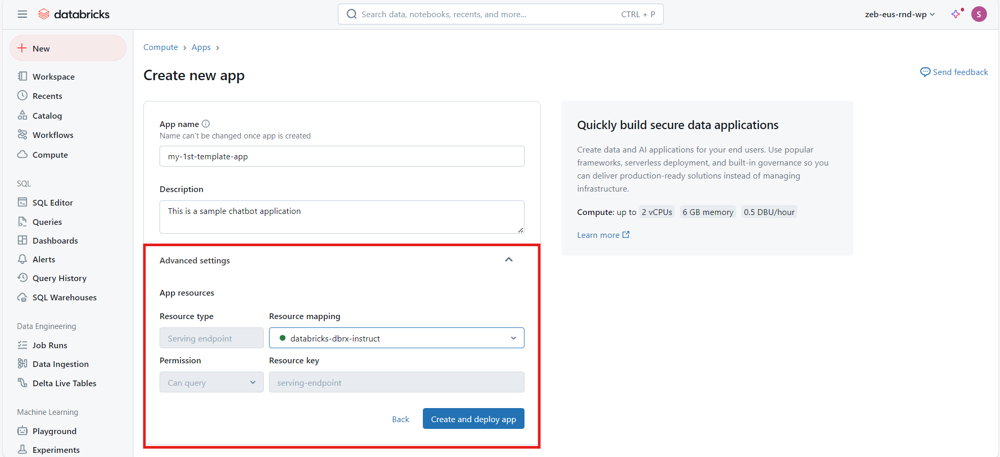 databricks
Search data, notebooks, recents, and more...
CTRL + P
zeb-eus-rnd-wp
S
New
Workspace
Recents
Catalog
Workflows
Compute
SQL
SQL Editor
Queries
Dashboards
Alerts
Query History
SQL Warehouses
Data Engineering
Job Runs
Data Ingestion
Delta Live Tables
Machine Learning
Playground
Experiments
Compute > Apps >
Create new app
Send feedback
App name
Name can't be changed once app is created
my-1st-template-app
Description
This is a sample chatbot application
Advanced settings
App resources
Resource type Resource mapping
Serving endpoint databricks-dbrx-instruct
Permission Resource key
Can query serving-endpoint
Back Create and deploy app
Quickly build secure data applications
Create data and AI applications for your end users. Use popular
frameworks, serverless deployment, and built-in governance so you
can deliver production-ready solutions instead of managing
infrastructure.
Compute: up to 2 vCPUs 6 GB memory 0.5 DBU/hour
Learn more